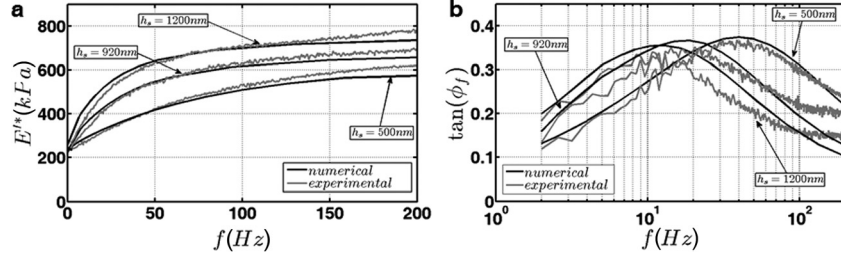 a
b
800
600
400
200
0
E'*(kPa)
h_s = 1200nm
h_s = 920nm
h_s = 500nm
numerical
experimental
0
50
100
150
200
f(Hz)
0.4
0.3
0.2
0.1
0
tan(ϕ_f)
h_s = 500nm
h_s = 920nm
h_s = 1200nm
numerical
experimental
10^0
10^1
10^2
f(Hz)